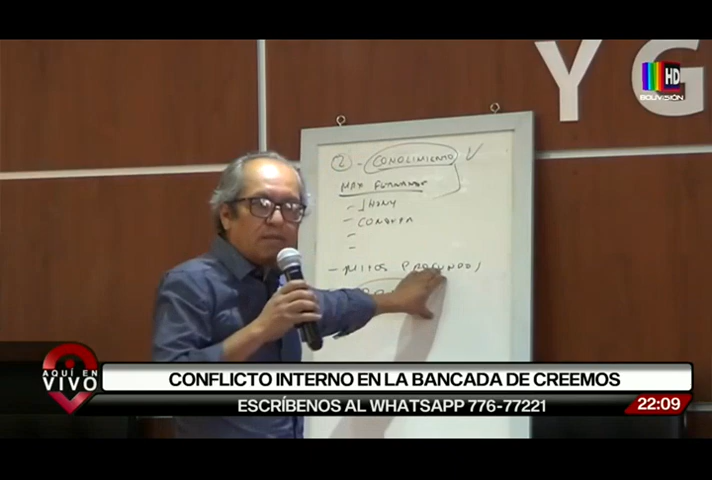 Y G
HD
BOLIVISIÓN
② - CONOCIMIENTO
MAX FERNANDEZ
- JHONY
- CONDEPA
-
-
- MITOS PROFUNDOS
AQUÍ EN
VIVO
CONFLICTO INTERNO EN LA BANCADA DE CREEMOS
ESCRÍBENOS AL WHATSAPP 776-77221
22:09